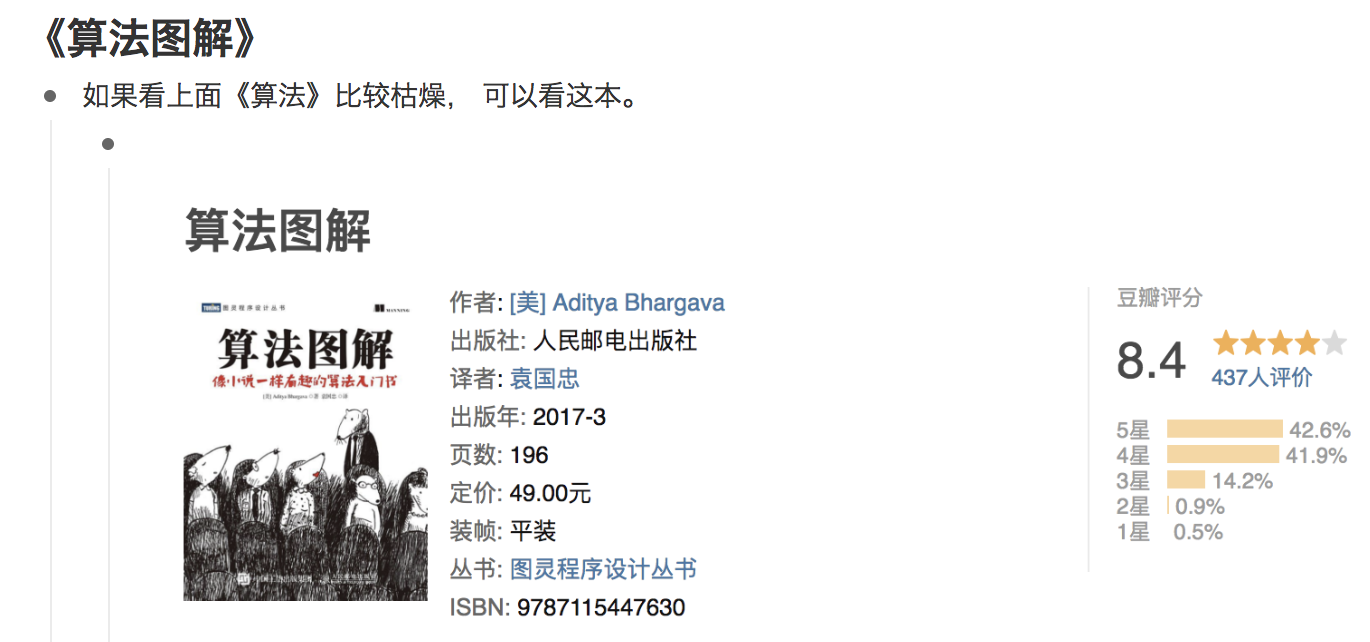 《算法图解》
如果看上面《算法》比较枯燥， 可以看这本。
算法图解
图灵程序设计丛书
MANNING
算法图解
像小说一样有趣的算法入门书
[美] Aditya Bhargava 著 袁国忠 译
作者: [美] Aditya Bhargava
出版社: 人民邮电出版社
译者: 袁国忠
出版年: 2017-3
页数: 196
定价: 49.00元
装帧: 平装
丛书: 图灵程序设计丛书
ISBN: 9787115447630
豆瓣评分
8.4
437人评价
5星 42.6%
4星 41.9%
3星 14.2%
2星 0.9%
1星 0.5%